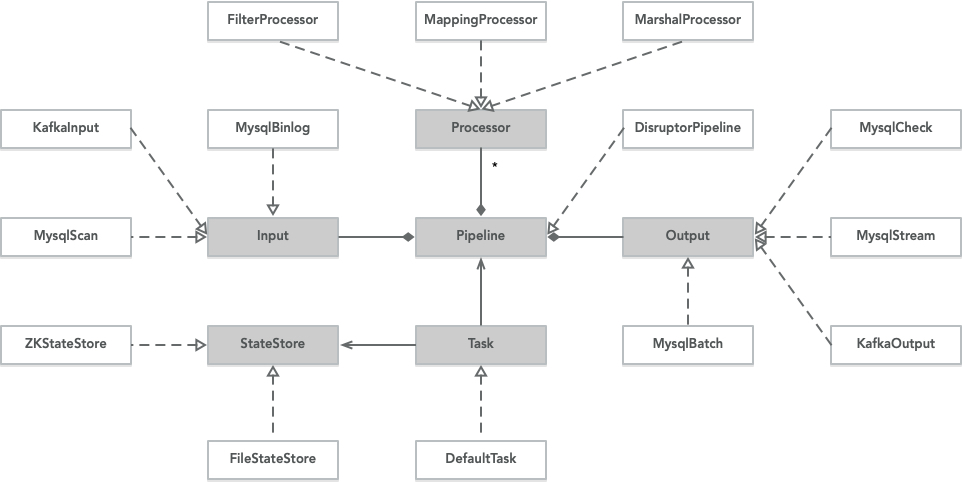 FilterProcessor
MappingProcessor
MarshalProcessor
KafkaInput
MysqlBinlog
Processor
DisruptorPipeline
MysqlCheck
*
MysqlScan
Input
Pipeline
Output
MysqlStream
ZKStateStore
StateStore
Task
MysqlBatch
KafkaOutput
FileStateStore
DefaultTask